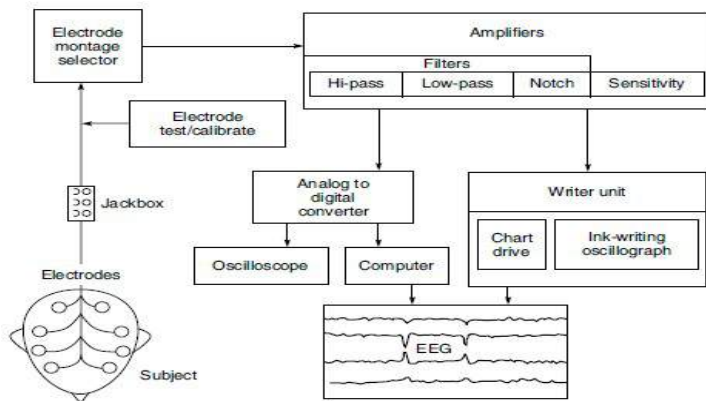 Electrode
montage
selector
Amplifiers
Filters
Hi-pass
Low-pass
Notch
Sensitivity
Electrode
test/calibrate
Jackbox
Analog to
digital
converter
Writer unit
Chart
drive
Ink-writing
oscillograph
Oscilloscope
Computer
Electrodes
EEG
Subject